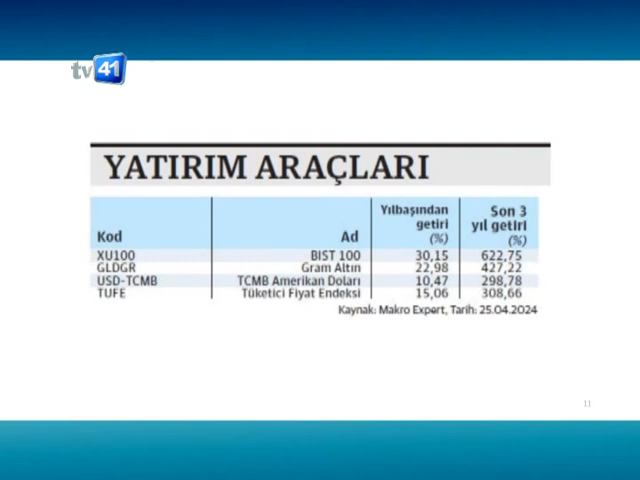 tv41
YATIRIM ARAÇLARI
Kod Ad Yılbaşından getiri (%) Son 3 yıl getiri (%)
XU100 BIST 100 30,15 622,75
GLDGR Gram Altın 22,98 427,22
USD-TCMB TCMB Amerikan Doları 10,47 298,78
TUFE Tüketici Fiyat Endeksi 15,06 308,66
Kaynak: Makro Expert, Tarih: 25.04.2024
11